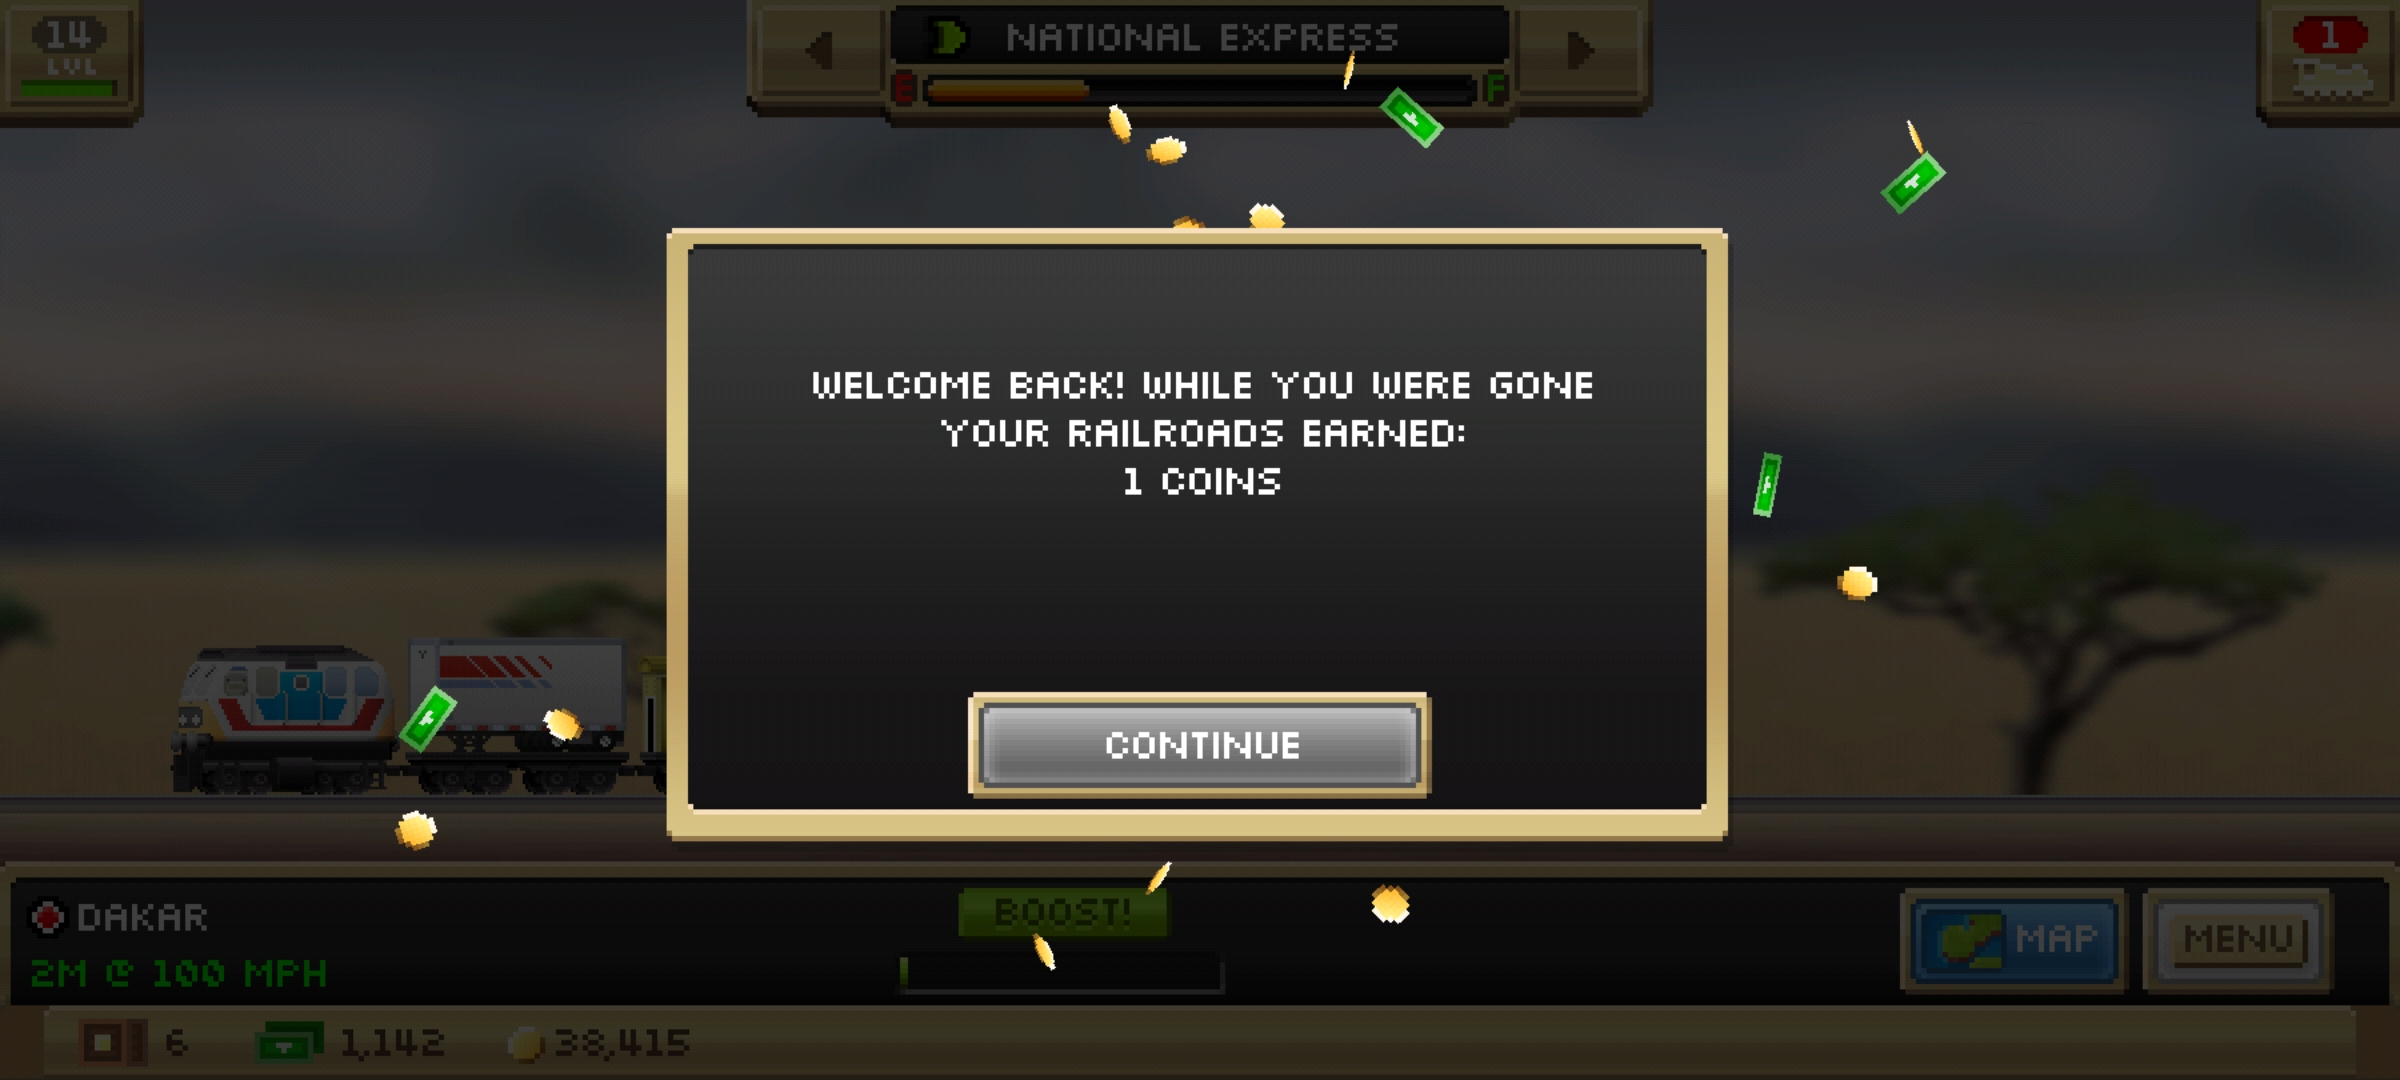 14
LVL
NATIONAL EXPRESS
E
F
1
WELCOME BACK! WHILE YOU WERE GONE
YOUR RAILROADS EARNED:
1 COINS
CONTINUE
DAKAR
2M @ 100 MPH
BOOST!
MAP
MENU
6
1,142
38,415